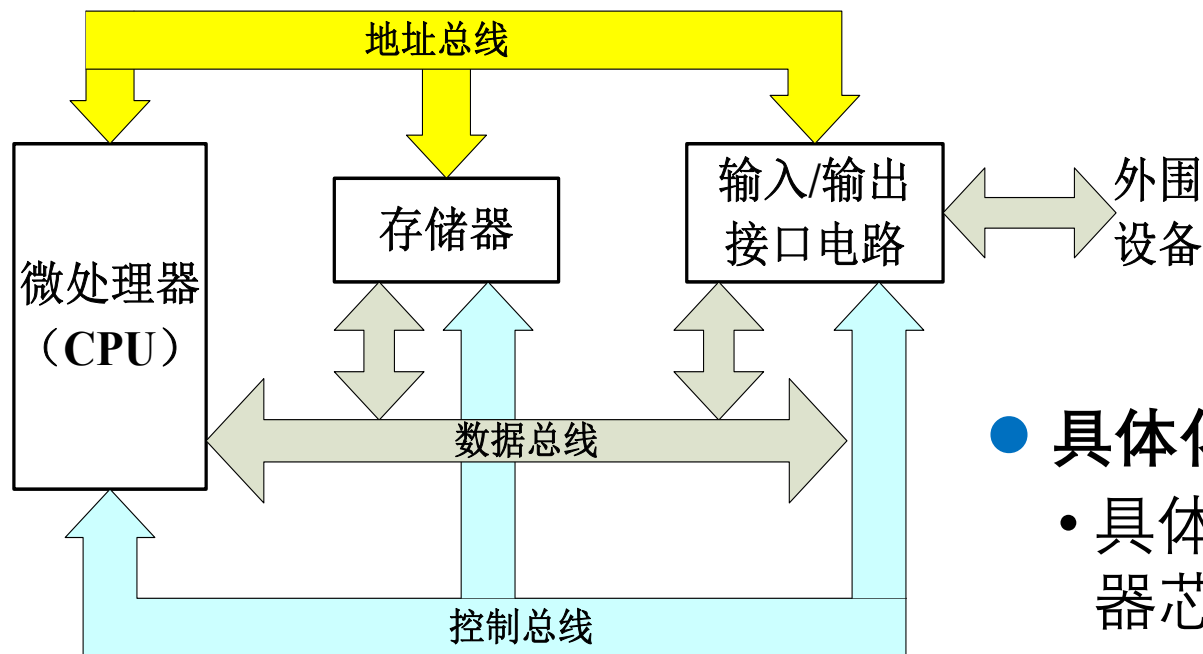 地址总线
微处理器
（CPU）
存储器
输入/输出
接口电路
外围
设备
数据总线
控制总线
具体化
具体
器芯